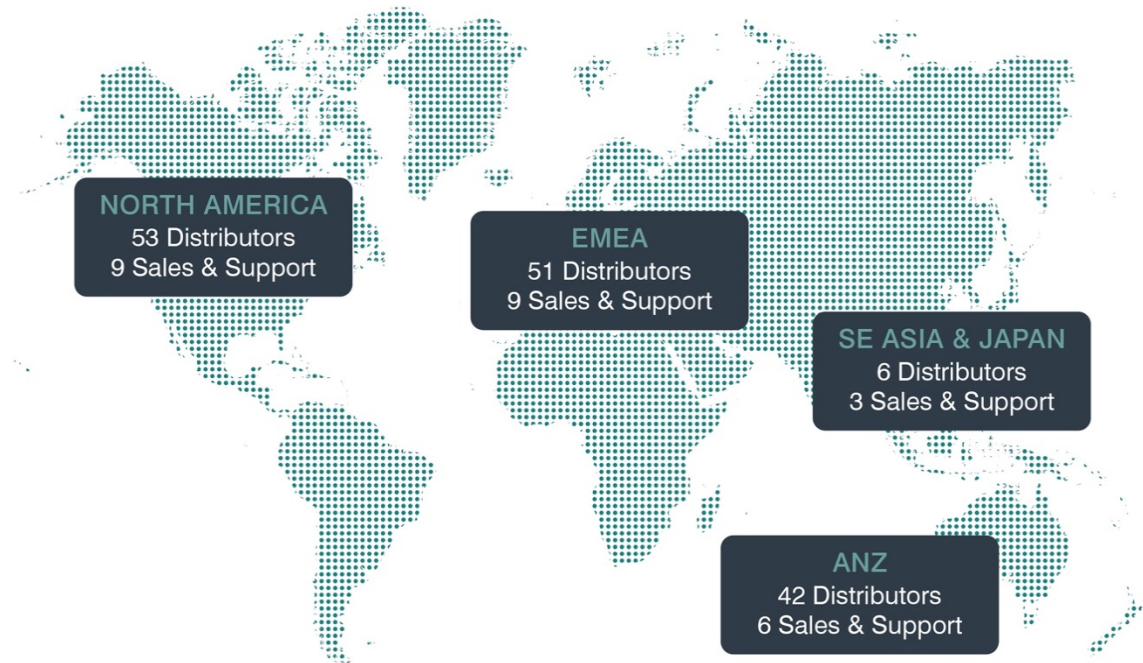 NORTH AMERICA
53 Distributors
9 Sales & Support
EMEA
51 Distributors
9 Sales & Support
SE ASIA & JAPAN
6 Distributors
3 Sales & Support
ANZ
42 Distributors
6 Sales & Support